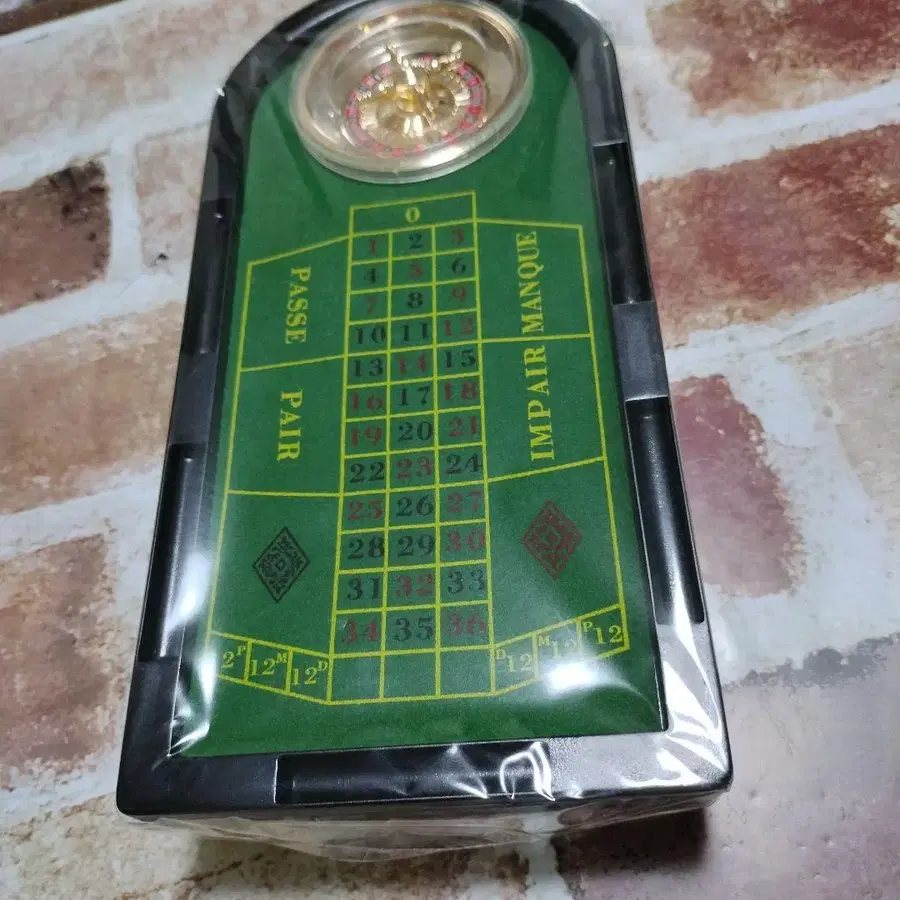 0
1 2 3
4 5 6
7 8 9
10 11 12
13 14 15
16 17 18
19 20 21
22 23 24
25 26 27
28 29 30
31 32 33
34 35 36
PASSE
PAIR
MANQUE
IMPAIR
2P 12M 12D
D12 M12 P12